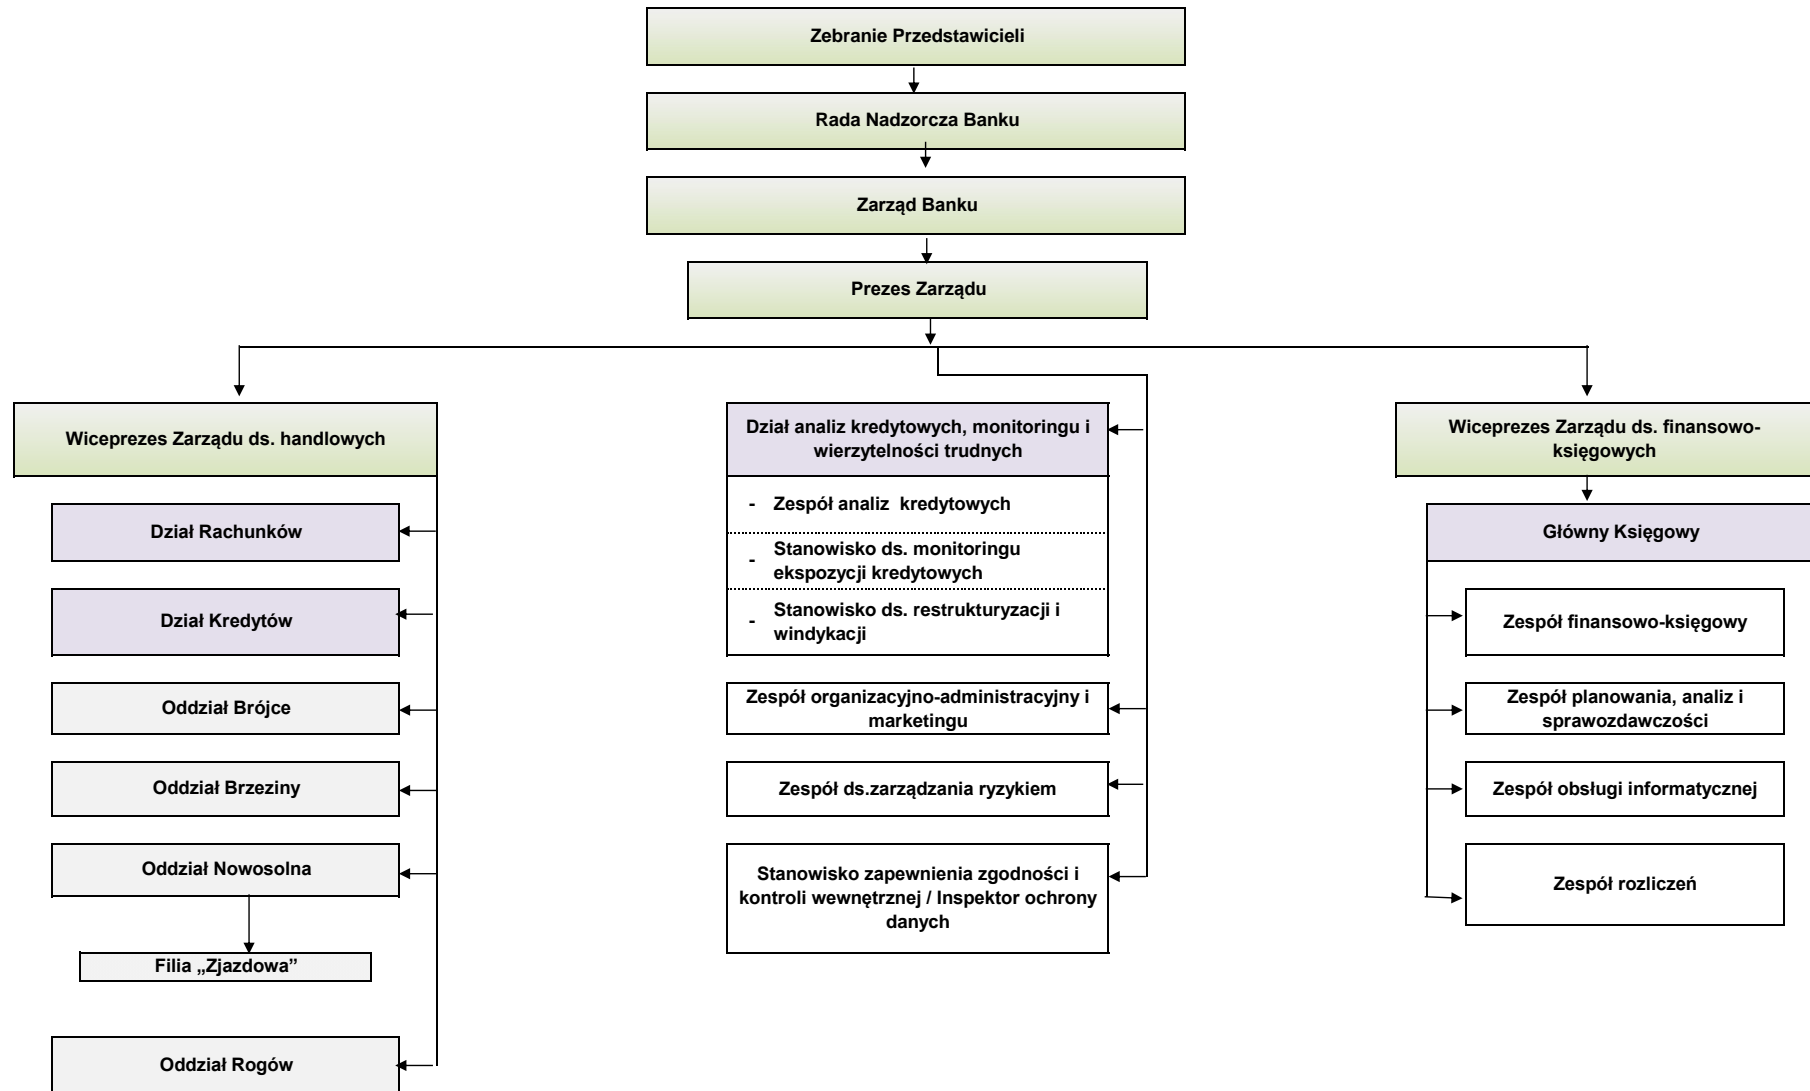 Zebranie Przedstawicieli
Rada Nadzorcza Banku
Zarząd Banku
Prezes Zarządu
Wiceprezes Zarządu ds. handlowych
Dział Rachunków
Dział Kredytów
Oddział Brójce
Oddział Brzeziny
Oddział Nowosolna
Filia „Zjazdowa”
Oddział Rogów
Dział analiz kredytowych, monitoringu i
wierzytelności trudnych
- Zespół analiz  kredytowych
- Stanowisko ds. monitoringu
ekspozycji kredytowych
- Stanowisko ds. restrukturyzacji i
windykacji
Zespół organizacyjno-administracyjny i
marketingu
Zespół ds.zarządzania ryzykiem
Stanowisko zapewnienia zgodności i
kontroli wewnętrznej / Inspektor ochrony
danych
Wiceprezes Zarządu ds. finansowo-
księgowych
Główny Księgowy
Zespół finansowo-księgowy
Zespół planowania, analiz i
sprawozdawczości
Zespół obsługi informatycznej
Zespół rozliczeń